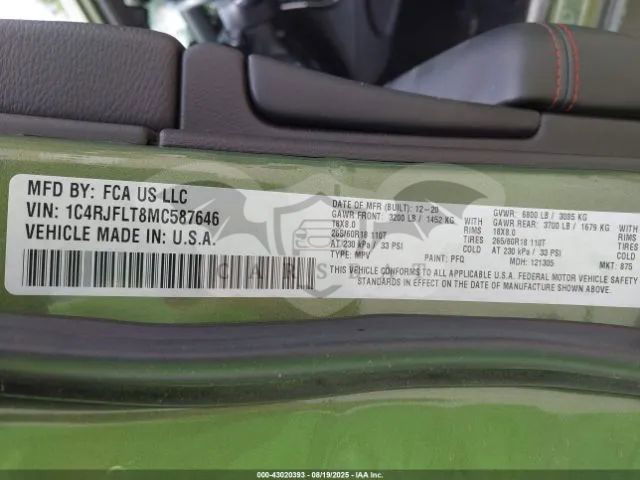 MFD BY: FCA US LLC
VIN: 1C4RJFLT8MC587646
VEHICLE MADE IN: U.S.A.
DATE OF MFR (BUILT): 12-20
GAWR FRONT: 3200 LB / 1452 KG WITH
18X8.0 RIMS
265/60R18 110T TIRES
AT 230 kPa / 33 PSI COLD
TYPE: MPV PAINT: PFQ
GVWR: 6800 LB / 3085 KG
GAWR REAR: 3700 LB / 1679 KG WITH
18X8.0 RIMS
265/60R18 110T TIRES
AT 230 kPa / 33 PSI COLD
MDH: 121305 MKT: 875
THIS VEHICLE CONFORMS TO ALL APPLICABLE U.S.A. FEDERAL MOTOR VEHICLE SAFETY
STANDARDS IN EFFECT ON THE DATE OF MANUFACTURE SHOWN ABOVE.
000-43020393 - 08/19/2025 -